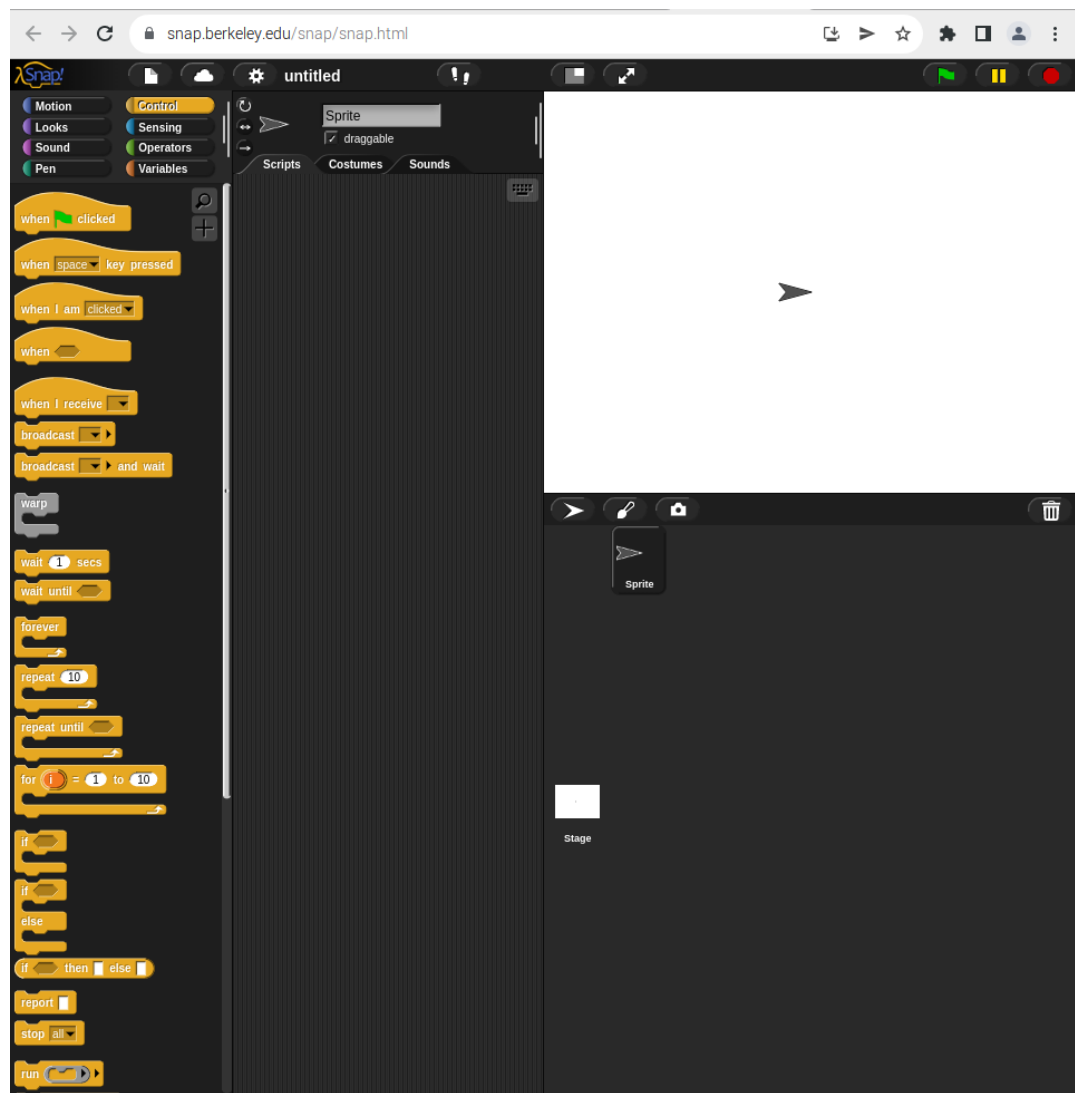 snap.berkeley.edu/snap/snap.html
λSnap!
untitled
Motion Control
Looks Sensing
Sound Operators
Pen Variables
Sprite
draggable
Scripts Costumes Sounds
when clicked
when space key pressed
when I am clicked
when
when I receive
broadcast
broadcast and wait
warp
wait 1 secs
wait until
forever
repeat 10
repeat until
for i = 1 to 10
if
if
else
if then else
report
stop all
run
Sprite
Stage